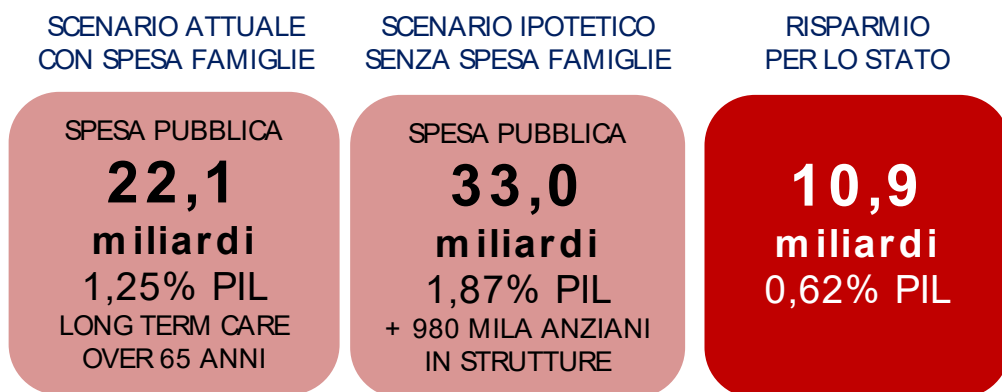 SCENARIO ATTUALE
CON SPESA FAMIGLIE
SPESA PUBBLICA
22,1
miliardi
1,25% PIL
LONG TERM CARE
OVER 65 ANNI
SCENARIO IPOTETICO
SENZA SPESA FAMIGLIE
SPESA PUBBLICA
33,0
miliardi
1,87% PIL
+ 980 MILA ANZIANI
IN STRUTTURE
RISPARMIO
PER LO STATO
10,9
miliardi
0,62% PIL